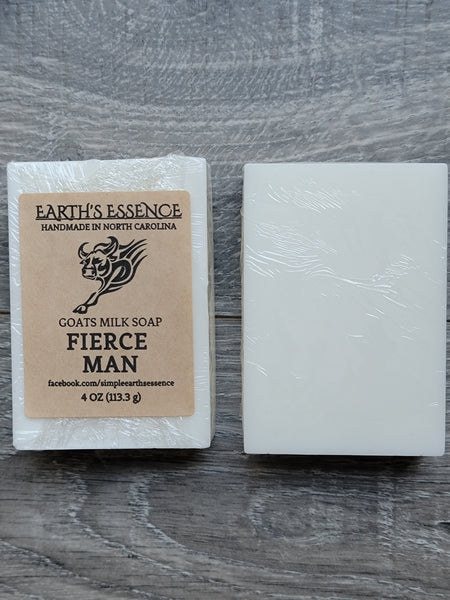 EARTH'S ESSENCE
HANDMADE IN NORTH CAROLINA
GOATS MILK SOAP
FIERCE
MAN
facebook.com/simpleearthsessence
4 OZ (113.3 g)